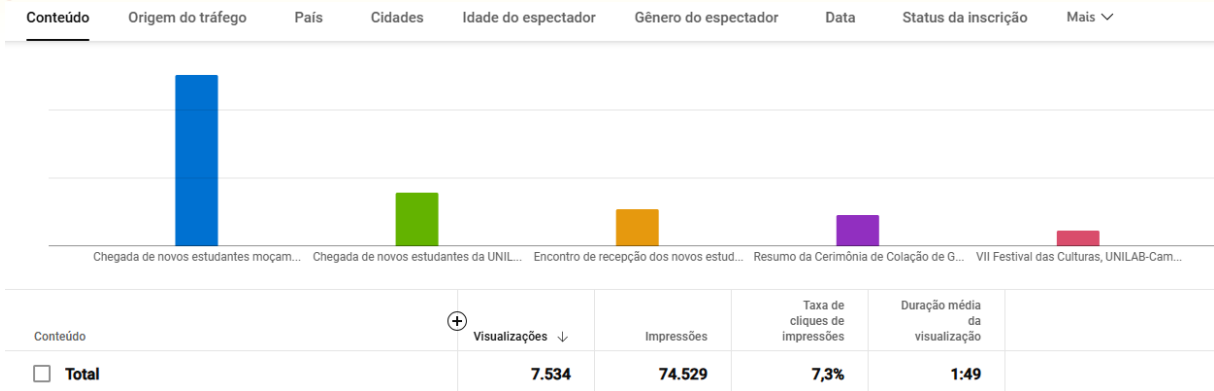 Conteúdo Origem do tráfego País Cidades Idade do espectador Gênero do espectador Data Status da inscrição Mais
Chegada de novos estudantes moçam... Chegada de novos estudantes da UNIL... Encontro de recepção dos novos estud... Resumo da Cerimônia de Colação de G... VII Festival das Culturas, UNILAB-Cam...
Conteúdo
Visualizações ↓
Impressões
Taxa de
cliques de
impressões
Duração média
da
visualização
Total 7.534 74.529 7,3% 1:49